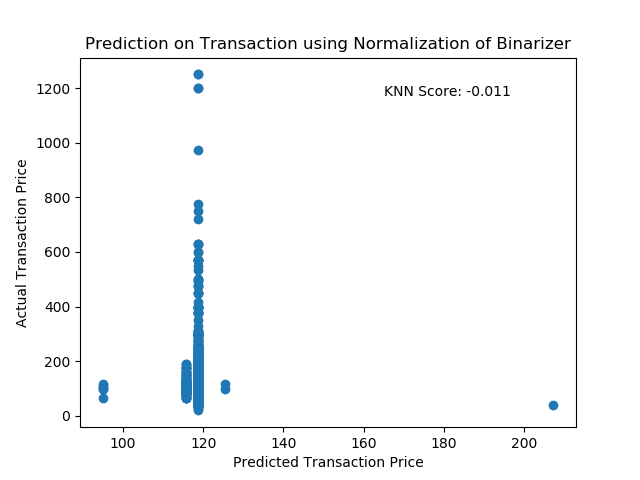 Prediction on Transaction using Normalization of Binarizer
KNN Score: -0.011
1200
1000
800
600
400
200
0
100 120 140 160 180 200
Actual Transaction Price
Predicted Transaction Price